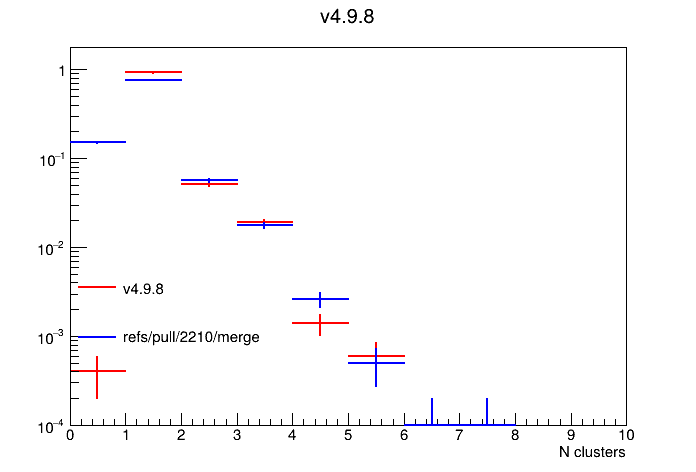 v4.9.8
1
10⁻¹
10⁻²
v4.9.8
10⁻³
refs/pull/2210/merge
10⁻⁴
0 1 2 3 4 5 6 7 8 9 10
N clusters